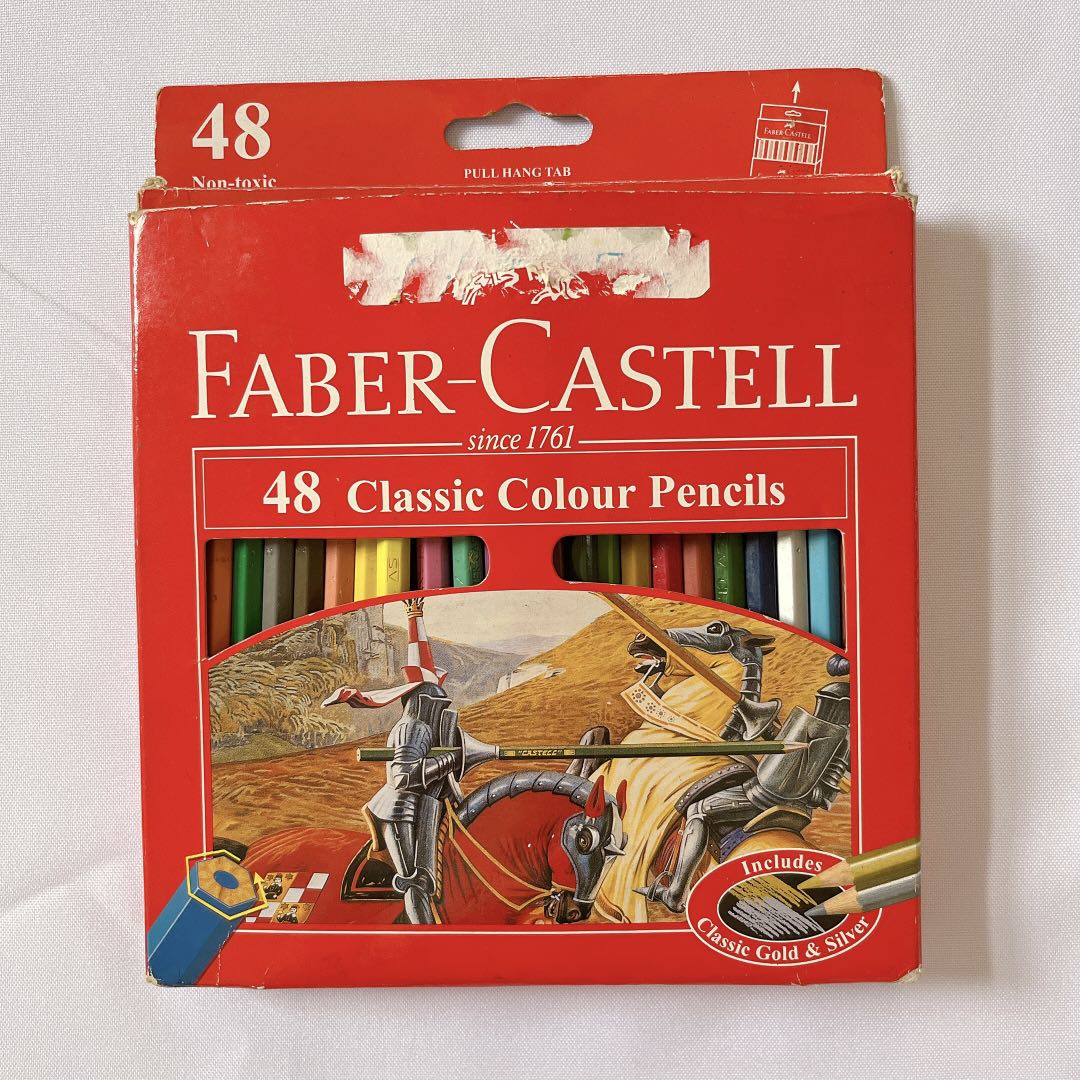 48
Non-toxic
PULL HANG TAB
FABER-CASTELL
FABER-CASTELL
since 1761
48 Classic Colour Pencils
"CASTELL"
Includes
Classic Gold & Silver